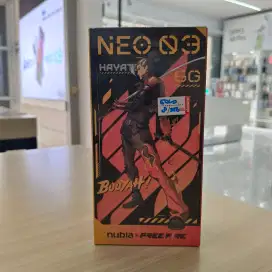 NEO 03
HAYATO
5G
BOOYAH!
nubia × FREE FIRE